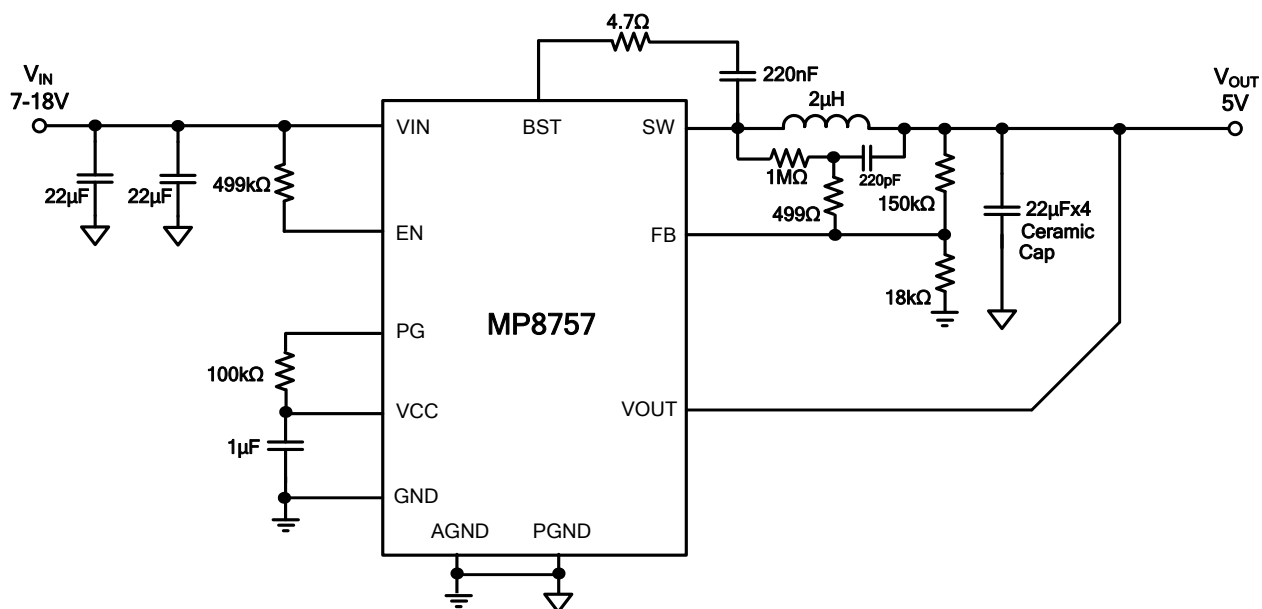 4.7Ω
220nF
VIN
7-18V
2µH
VOUT
5V
VIN
BST
SW
22µF
22µF
499kΩ
1MΩ
220pF
499Ω
150kΩ
22µFx4
Ceramic
Cap
EN
FB
18kΩ
MP8757
PG
100kΩ
VCC
VOUT
1µF
GND
AGND
PGND